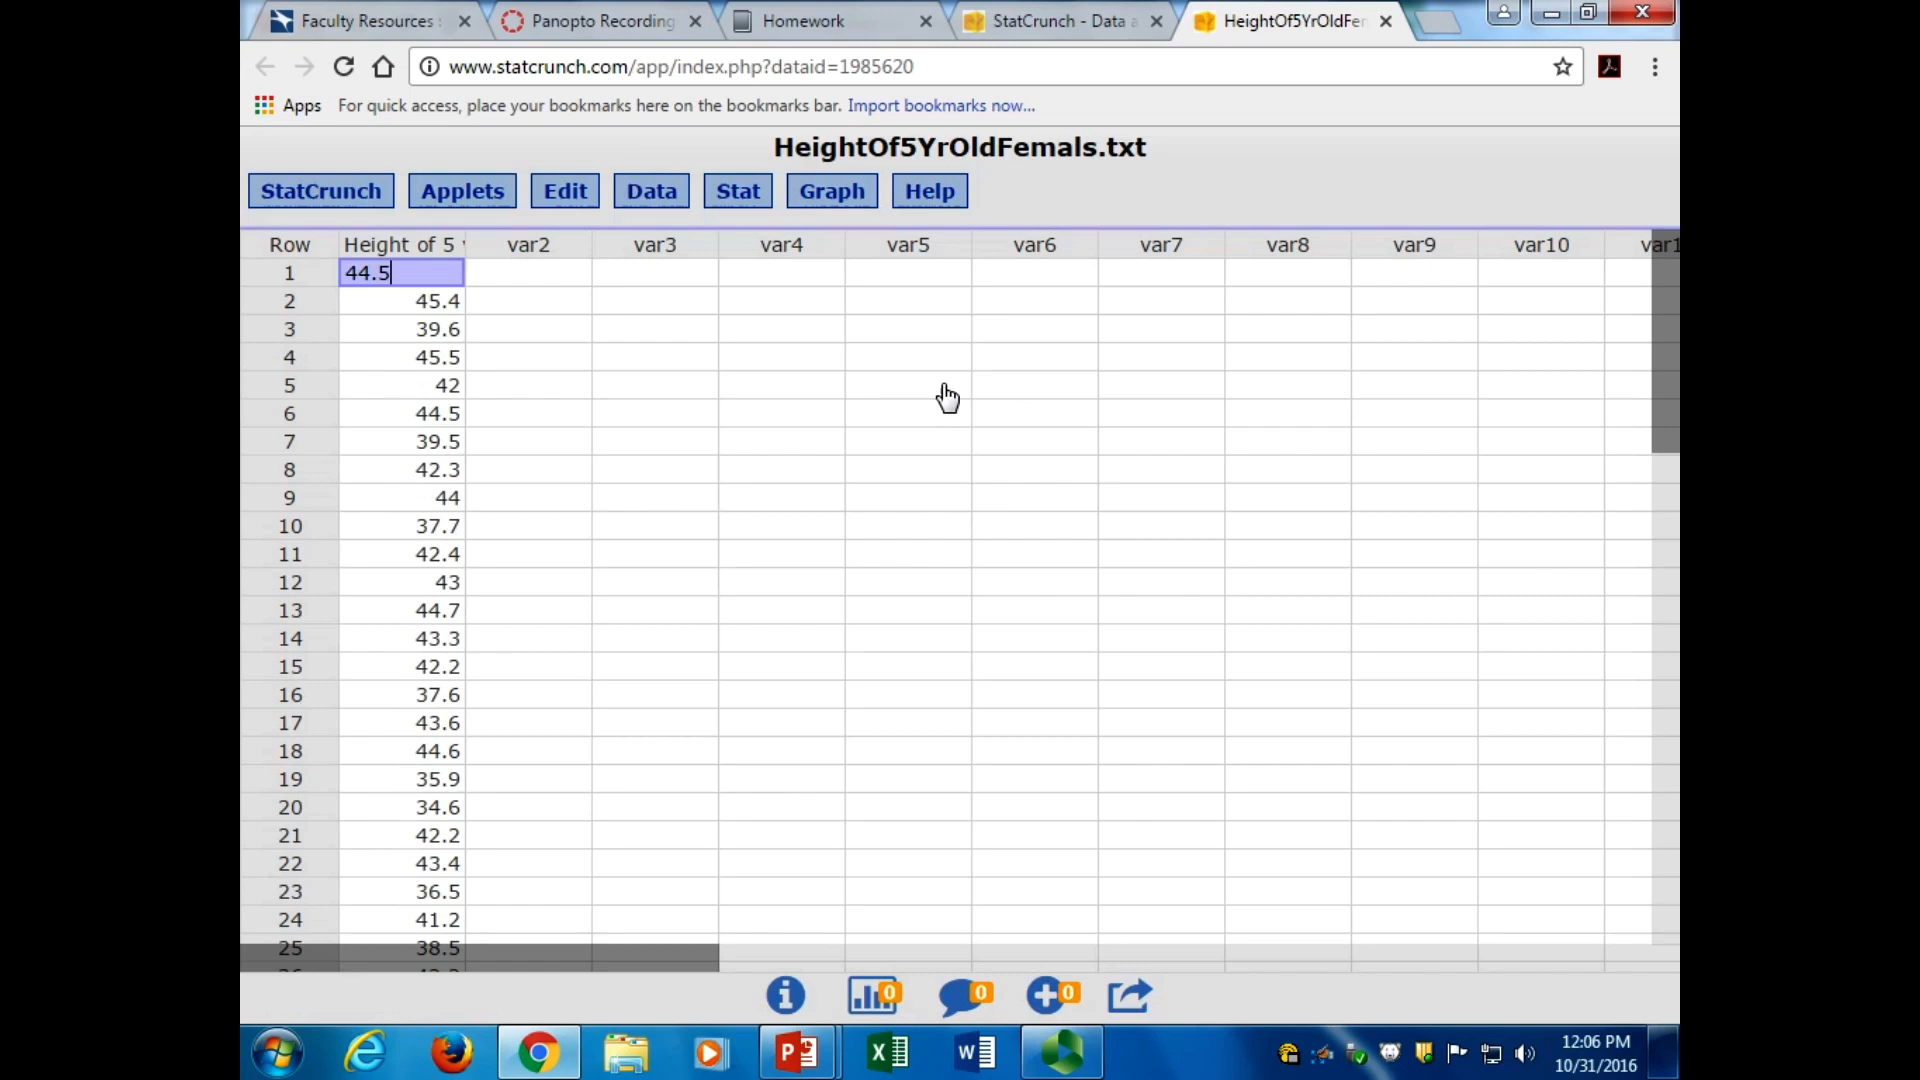 Faculty Resources
Panopto Recording
Homework
StatCrunch - Data a
HeightOf5YrOldFem
www.statcrunch.com/app/index.php?dataid=1985620
Apps
For quick access, place your bookmarks here on the bookmarks bar. Import bookmarks now...
HeightOf5YrOldFemals.txt
StatCrunch Applets Edit Data Stat Graph Help
Row Height of 5 var2 var3 var4 var5 var6 var7 var8 var9 var10 var1
1 44.5
2 45.4
3 39.6
4 45.5
5 42
6 44.5
7 39.5
8 42.3
9 44
10 37.7
11 42.4
12 43
13 44.7
14 43.3
15 42.2
16 37.6
17 43.6
18 44.6
19 35.9
20 34.6
21 42.2
22 43.4
23 36.5
24 41.2
25 38.5
0 0 0
12:06 PM
10/31/2016